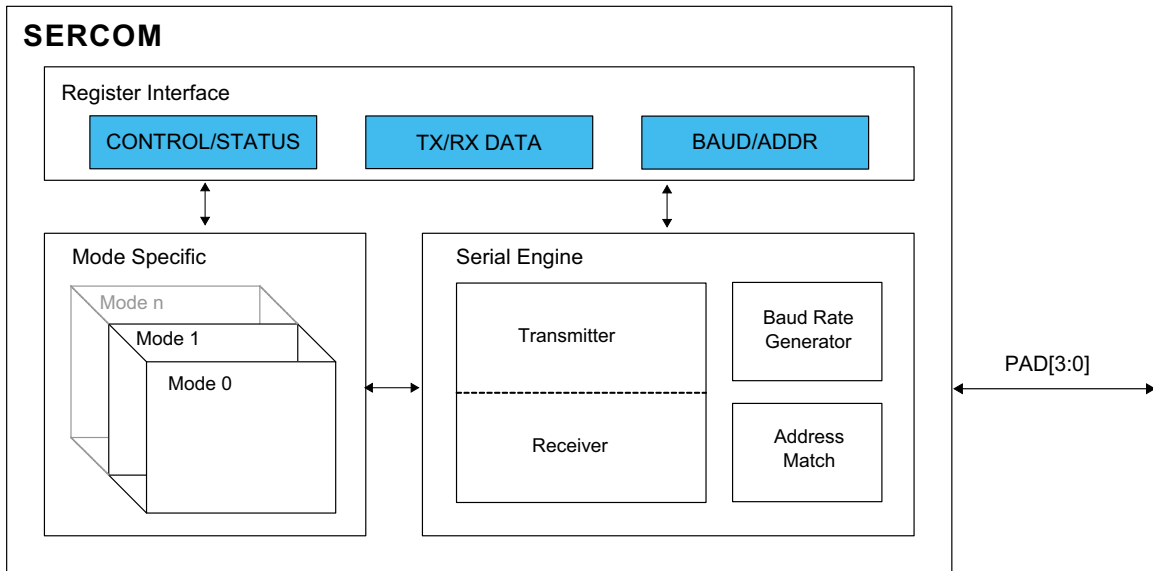 SERCOM
Register Interface
CONTROL/STATUS
TX/RX DATA
BAUD/ADDR
Mode Specific
Mode n
Mode 1
Mode 0
Serial Engine
Transmitter
Receiver
Baud Rate
Generator
Address
Match
PAD[3:0]